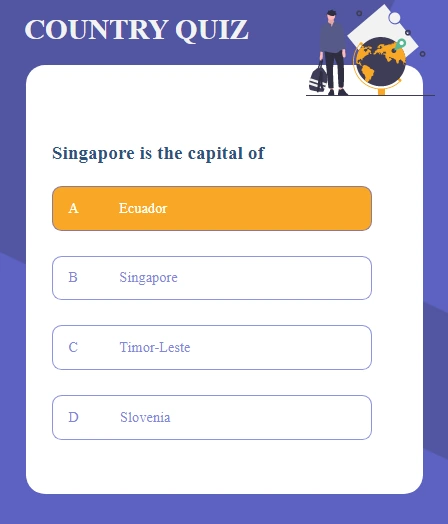 COUNTRY QUIZ
Singapore is the capital of
A Ecuador
B Singapore
C Timor-Leste
D Slovenia